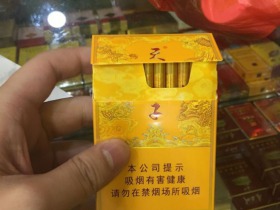 天
本公司提示
吸烟有害健康
请勿在禁烟场所吸烟